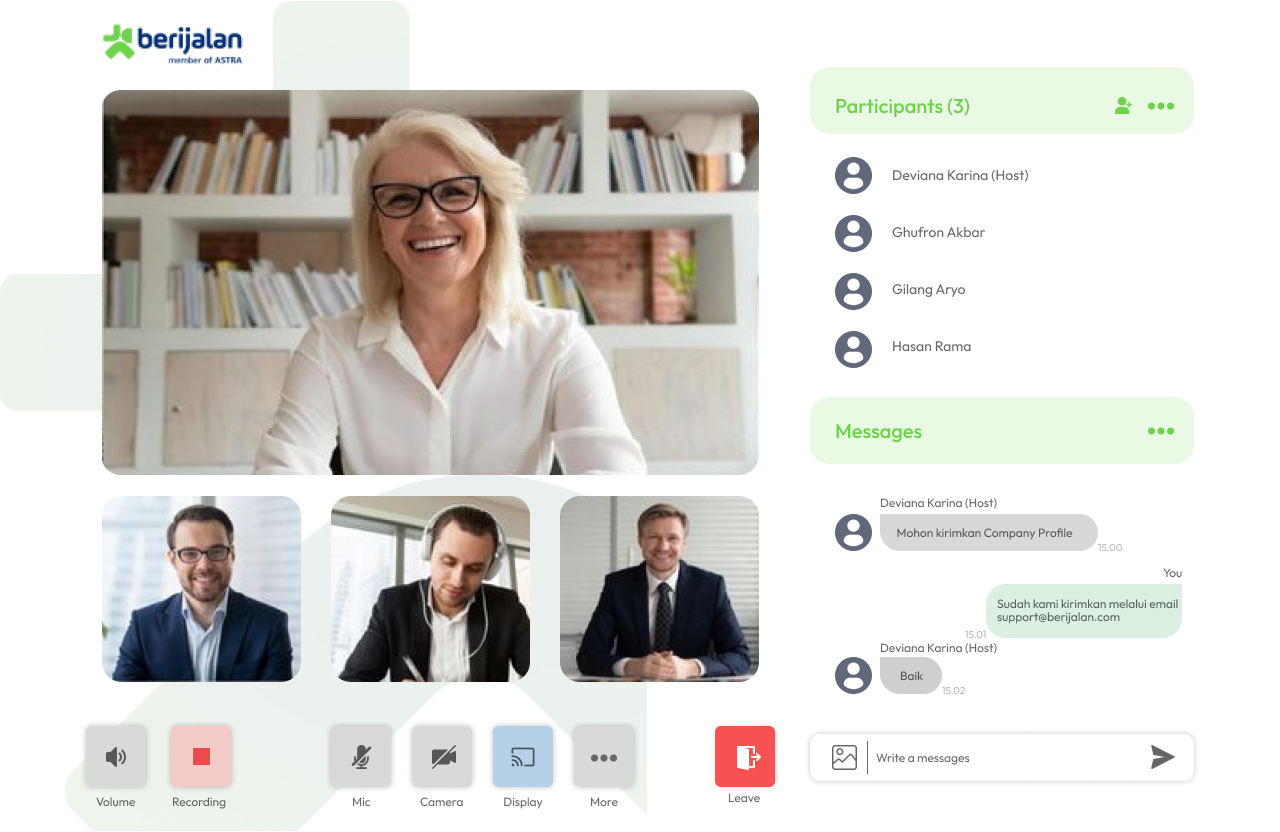 berijalan
member of ASTRA
Participants (3)
Deviana Karina (Host)
Ghufron Akbar
Gilang Aryo
Hasan Rama
Messages
Deviana Karina (Host)
Mohon kirimkan Company Profile
15.00
You
Sudah kami kirimkan melalui email
support@berijalan.com
15.01
Deviana Karina (Host)
Baik
15.02
Volume
Recording
Mic
Camera
Display
More
Leave
Write a messages